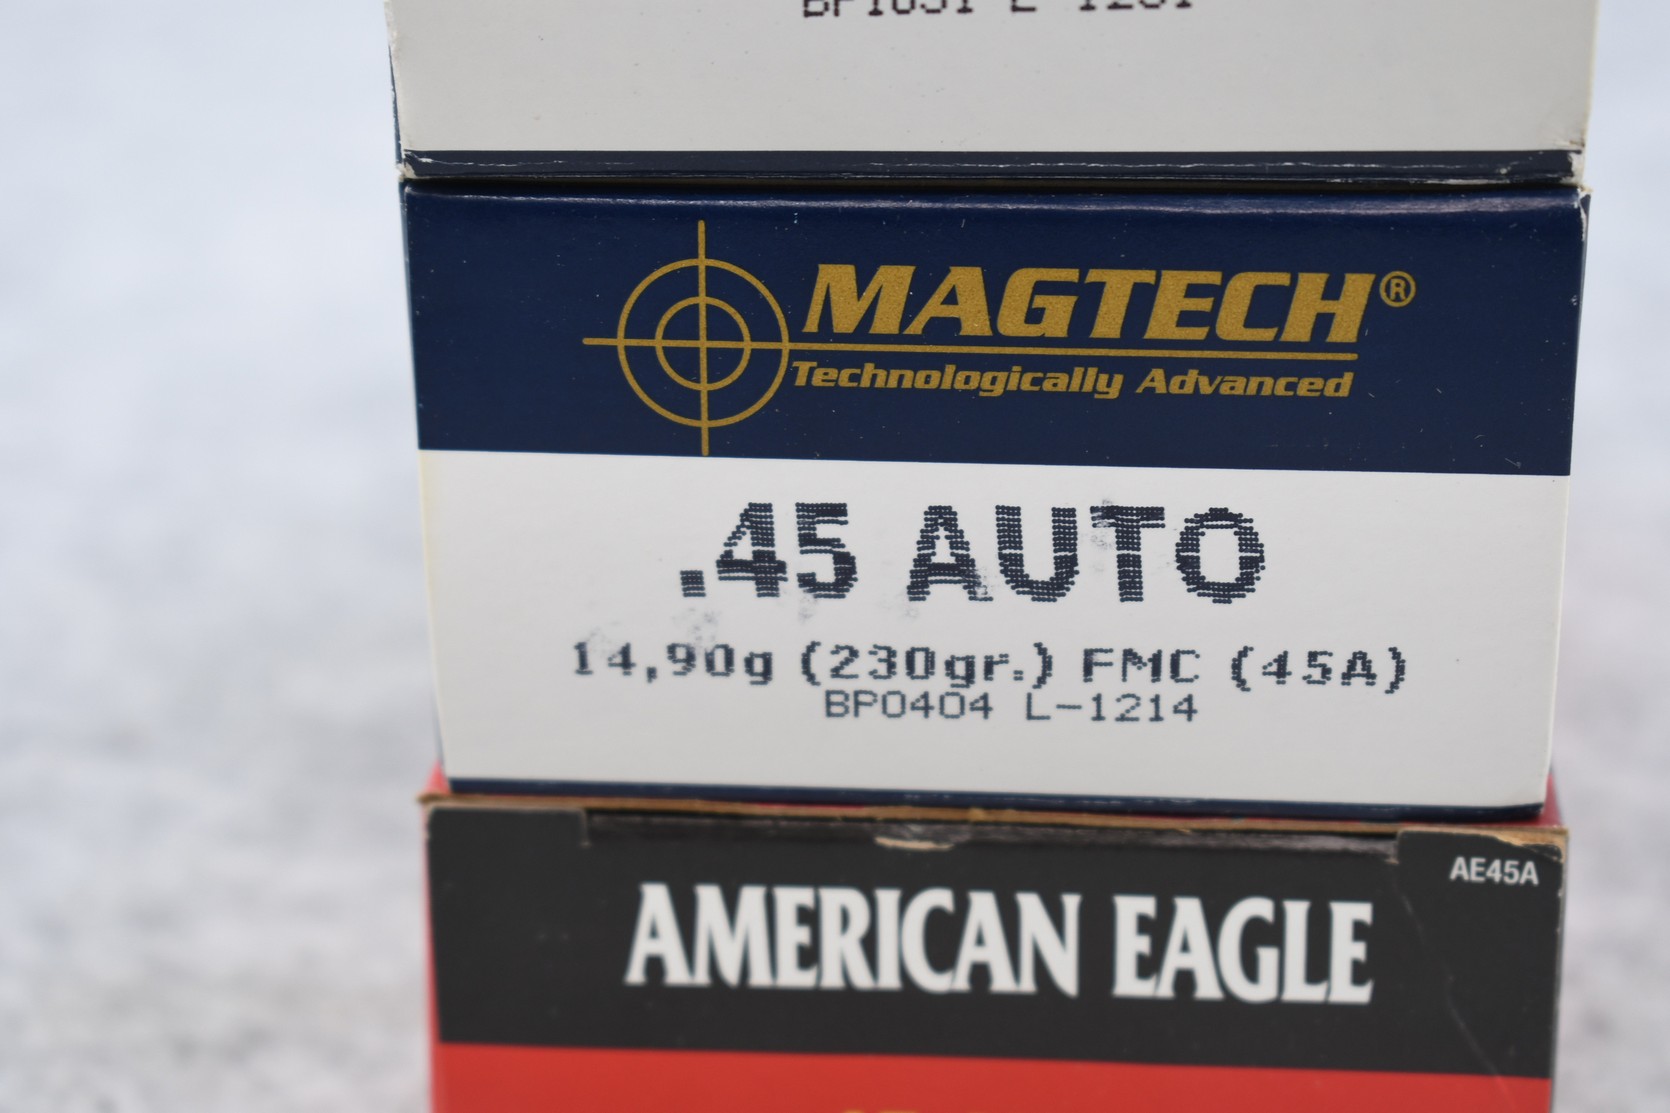 MAGTECH®
Technologically Advanced
.45 AUTO
14,90g (230gr.) FMC (45A)
BP0404 L-1214
AE45A
AMERICAN EAGLE